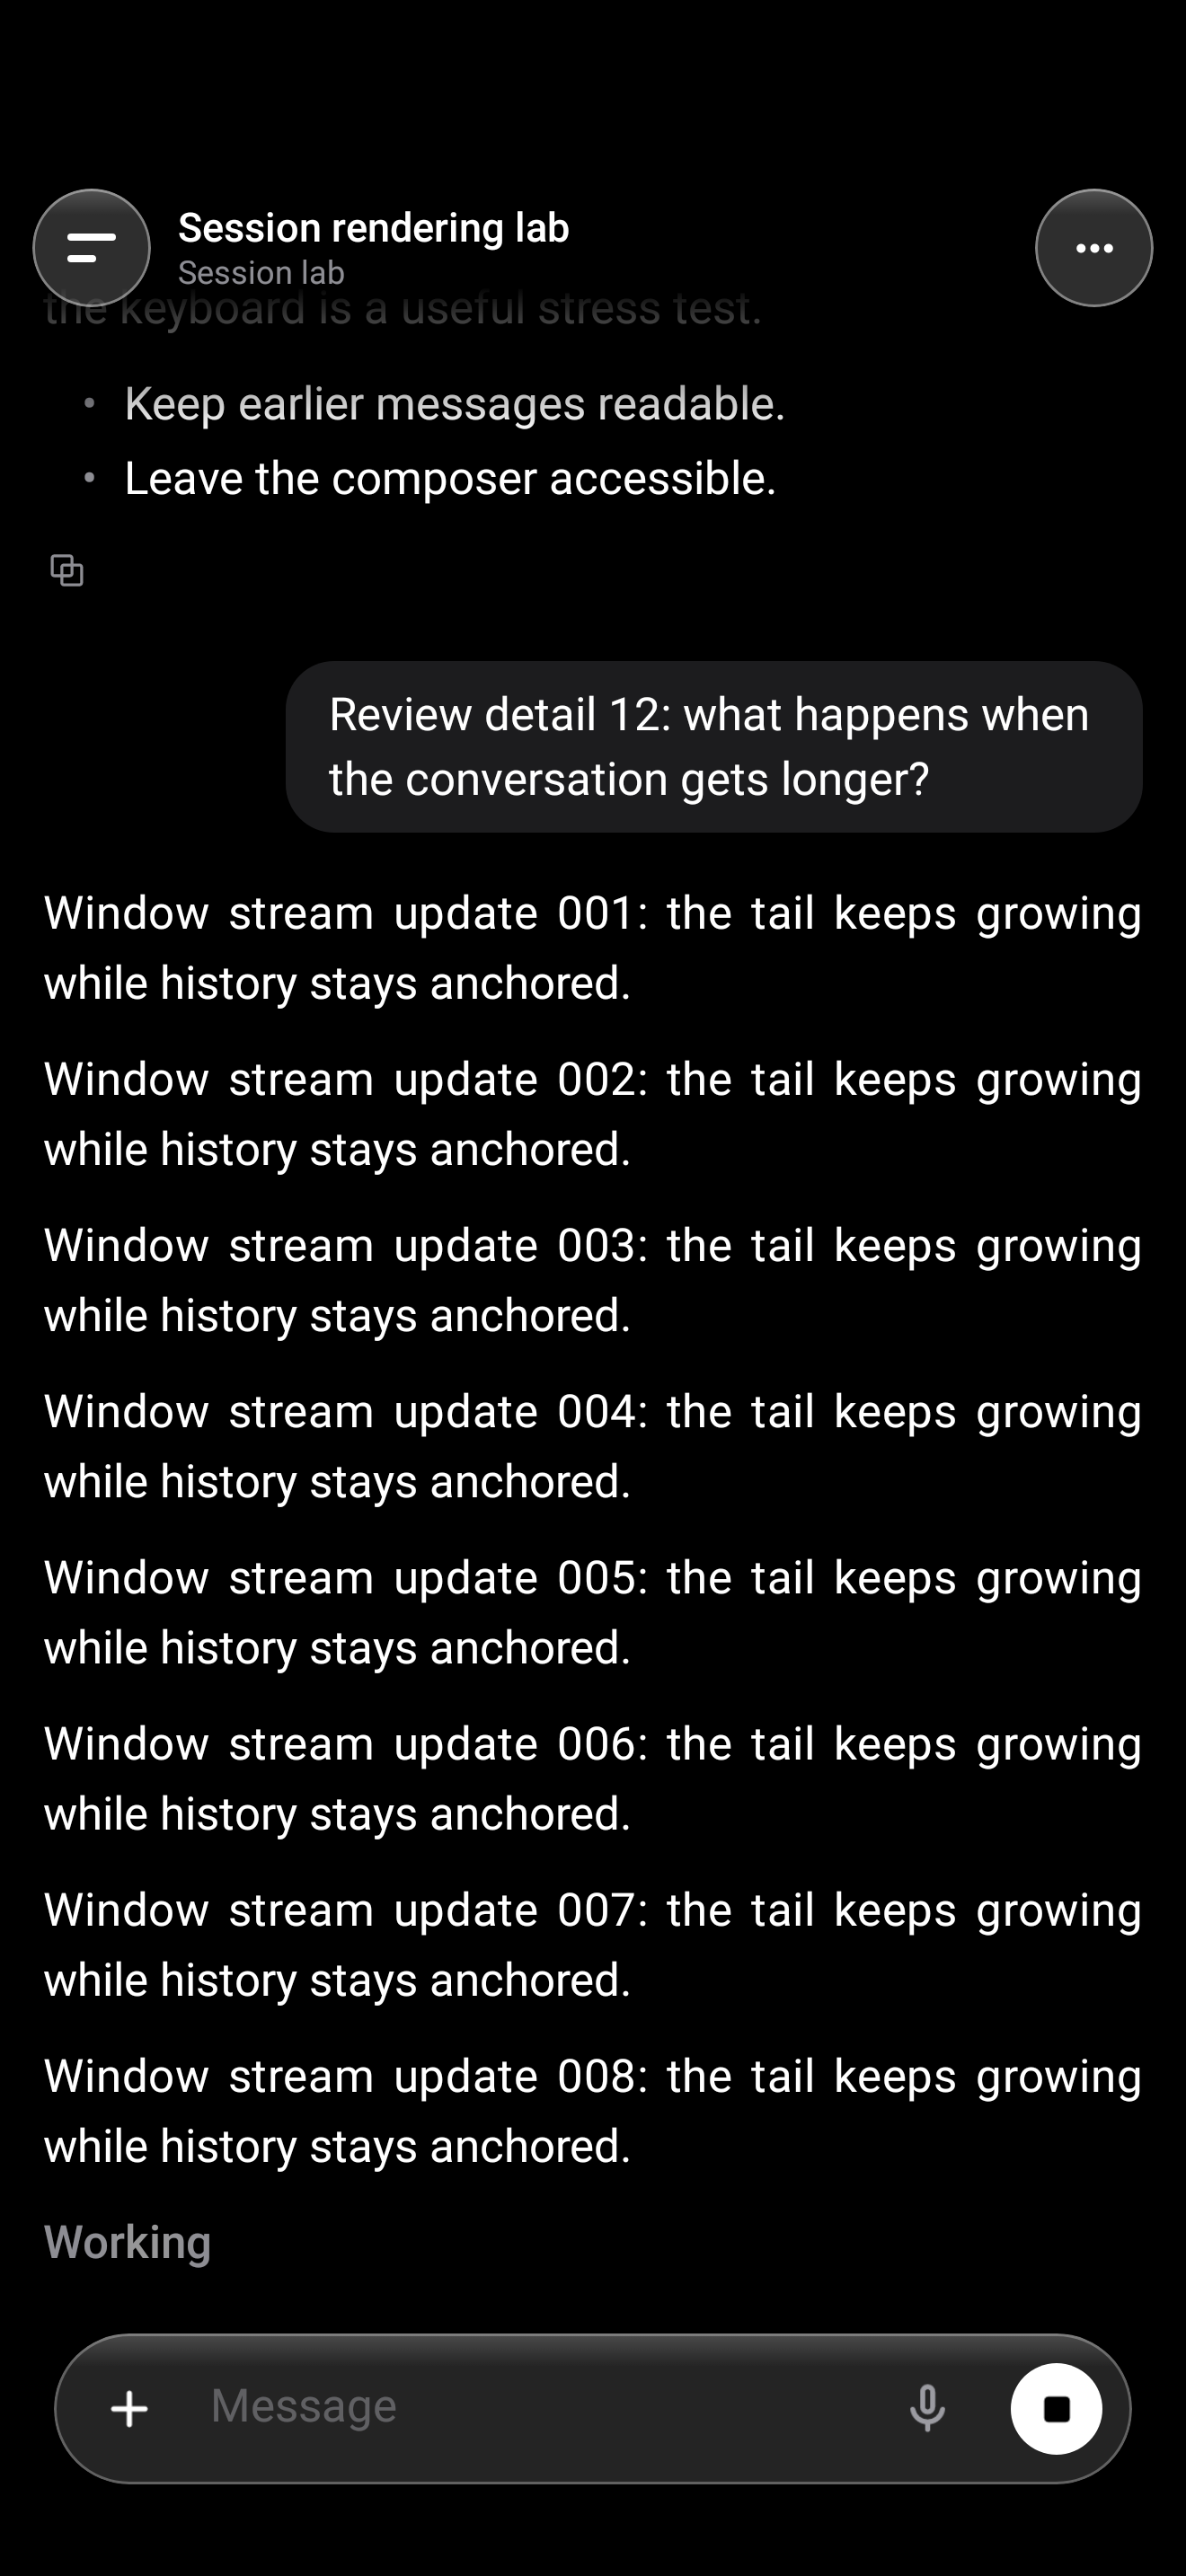 Session rendering lab
Session lab
the keyboard is a useful stress test.
• Keep earlier messages readable.
• Leave the composer accessible.
Review detail 12: what happens when
the conversation gets longer?
Window stream update 001: the tail keeps growing
while history stays anchored.
Window stream update 002: the tail keeps growing
while history stays anchored.
Window stream update 003: the tail keeps growing
while history stays anchored.
Window stream update 004: the tail keeps growing
while history stays anchored.
Window stream update 005: the tail keeps growing
while history stays anchored.
Window stream update 006: the tail keeps growing
while history stays anchored.
Window stream update 007: the tail keeps growing
while history stays anchored.
Window stream update 008: the tail keeps growing
while history stays anchored.
Working
Message